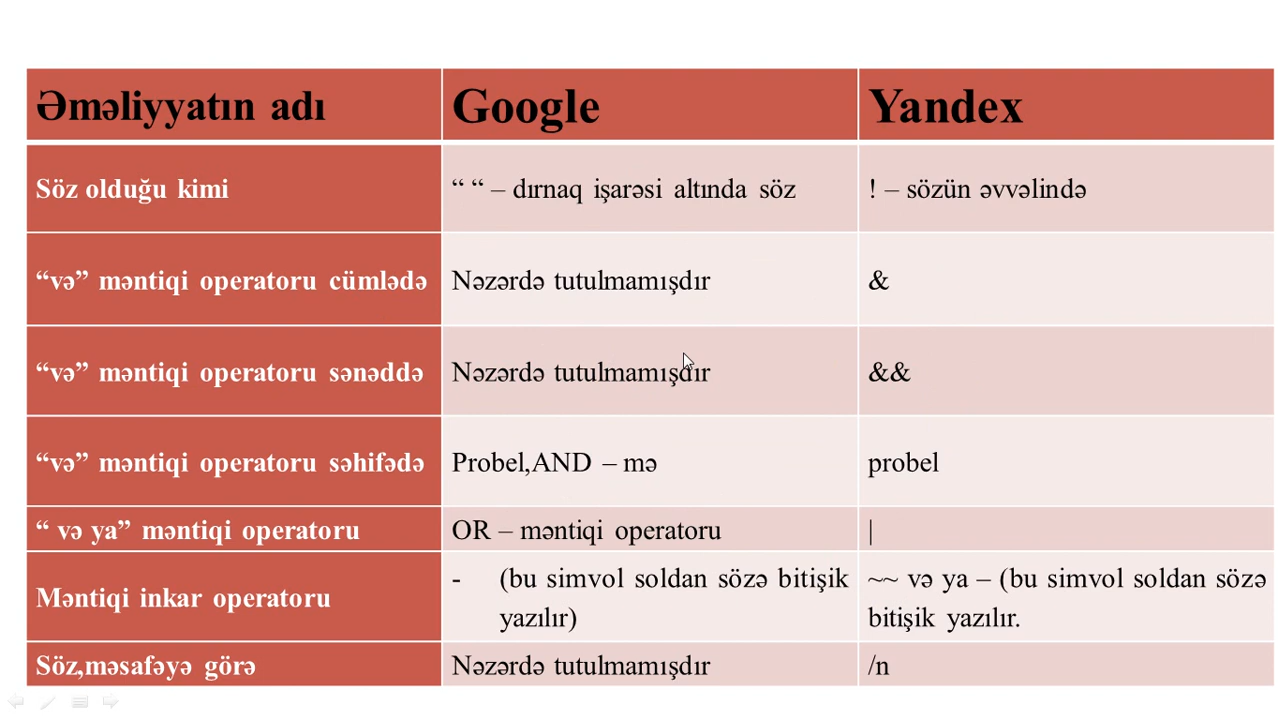 Əməliyyatın adı Google Yandex
Söz olduğu kimi “ “ – dırnaq işarəsi altında söz ! – sözün əvvəlində
“və” məntiqi operatoru cümlədə Nəzərdə tutulmamışdır &
“və” məntiqi operatoru sənəddə Nəzərdə tutulmamışdır &&
“və” məntiqi operatoru səhifədə Probel,AND – mə probel
“ və ya” məntiqi operatoru OR – məntiqi operatoru |
Məntiqi inkar operatoru
- (bu simvol soldan sözə bitişik
yazılır)
~~ və ya – (bu simvol soldan sözə
bitişik yazılır.
Söz,məsafəyə görə Nəzərdə tutulmamışdır /n